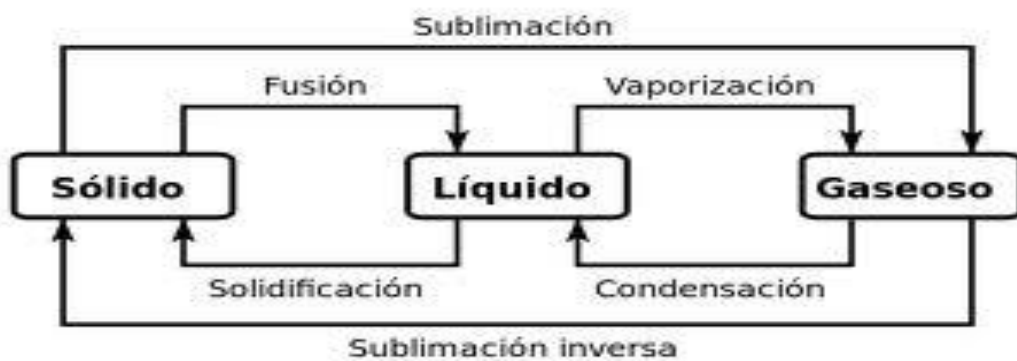 Sublimación
Fusión Vaporización
Sólido Líquido Gaseoso
Solidificación Condensación
Sublimación inversa